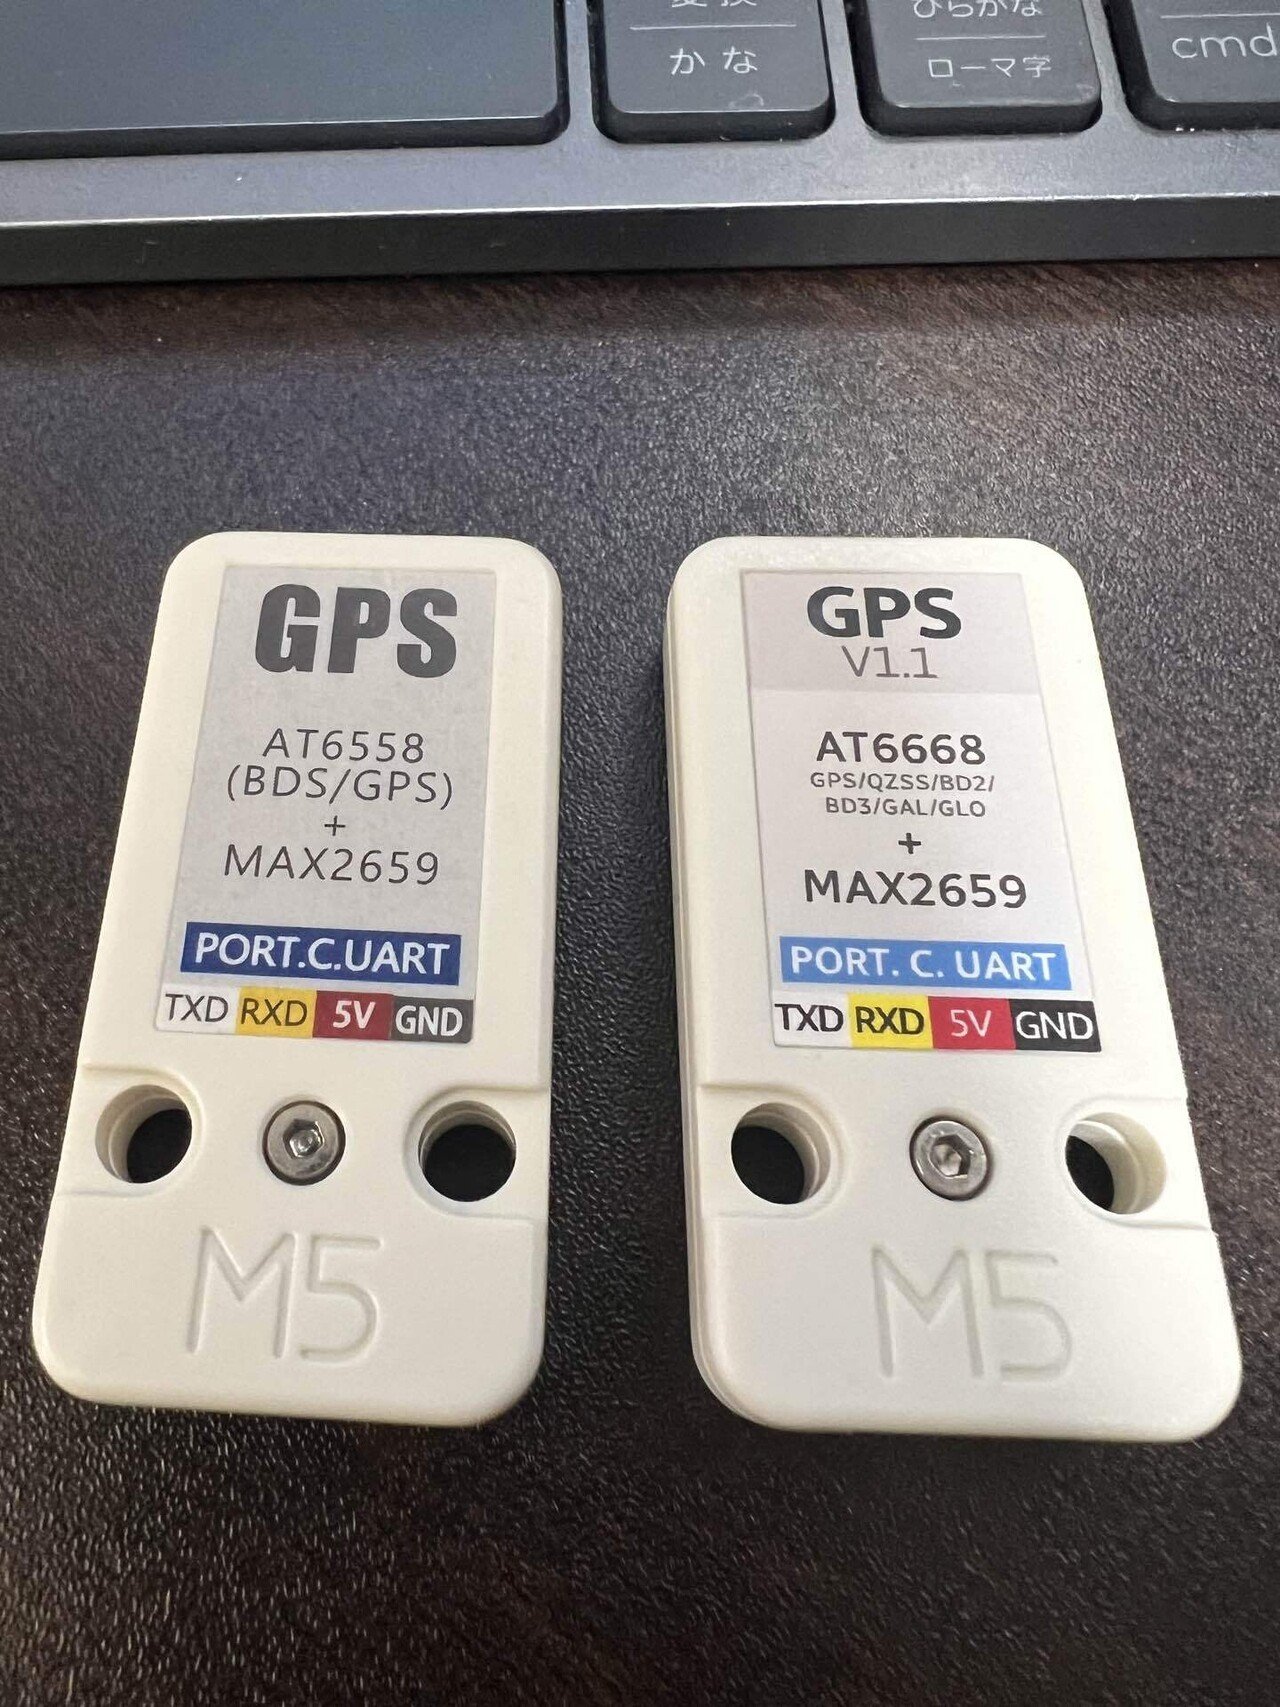 変換
かな
ひらがな
ローマ字
cmd
GPS
AT6558
(BDS/GPS)
+
MAX2659
PORT.C.UART
TXD RXD 5V GND
M5
GPS
V1.1
AT6668
GPS/QZSS/BD2/
BD3/GAL/GLO
+
MAX2659
PORT. C. UART
TXD RXD 5V GND
M5